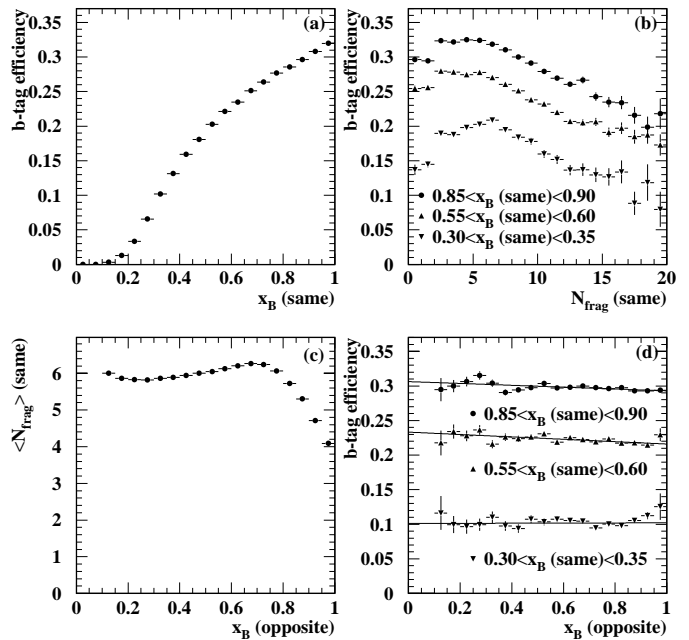 (a)
b-tag efficiency
0.35
0.3
0.25
0.2
0.15
0.1
0.05
0
0 0.2 0.4 0.6 0.8 1
x_B (same)
(b)
b-tag efficiency
0.35
0.3
0.25
0.2
0.15
0.1
0.05
0
0.85<x_B (same)<0.90
0.55<x_B (same)<0.60
0.30<x_B (same)<0.35
0 5 10 15 20
N_frag (same)
(c)
<N_frag> (same)
8
7
6
5
4
3
2
1
0
0 0.2 0.4 0.6 0.8 1
x_B (opposite)
(d)
b-tag efficiency
0.35
0.3
0.25
0.2
0.15
0.1
0.05
0
0.85<x_B (same)<0.90
0.55<x_B (same)<0.60
0.30<x_B (same)<0.35
0 0.2 0.4 0.6 0.8 1
x_B (opposite)